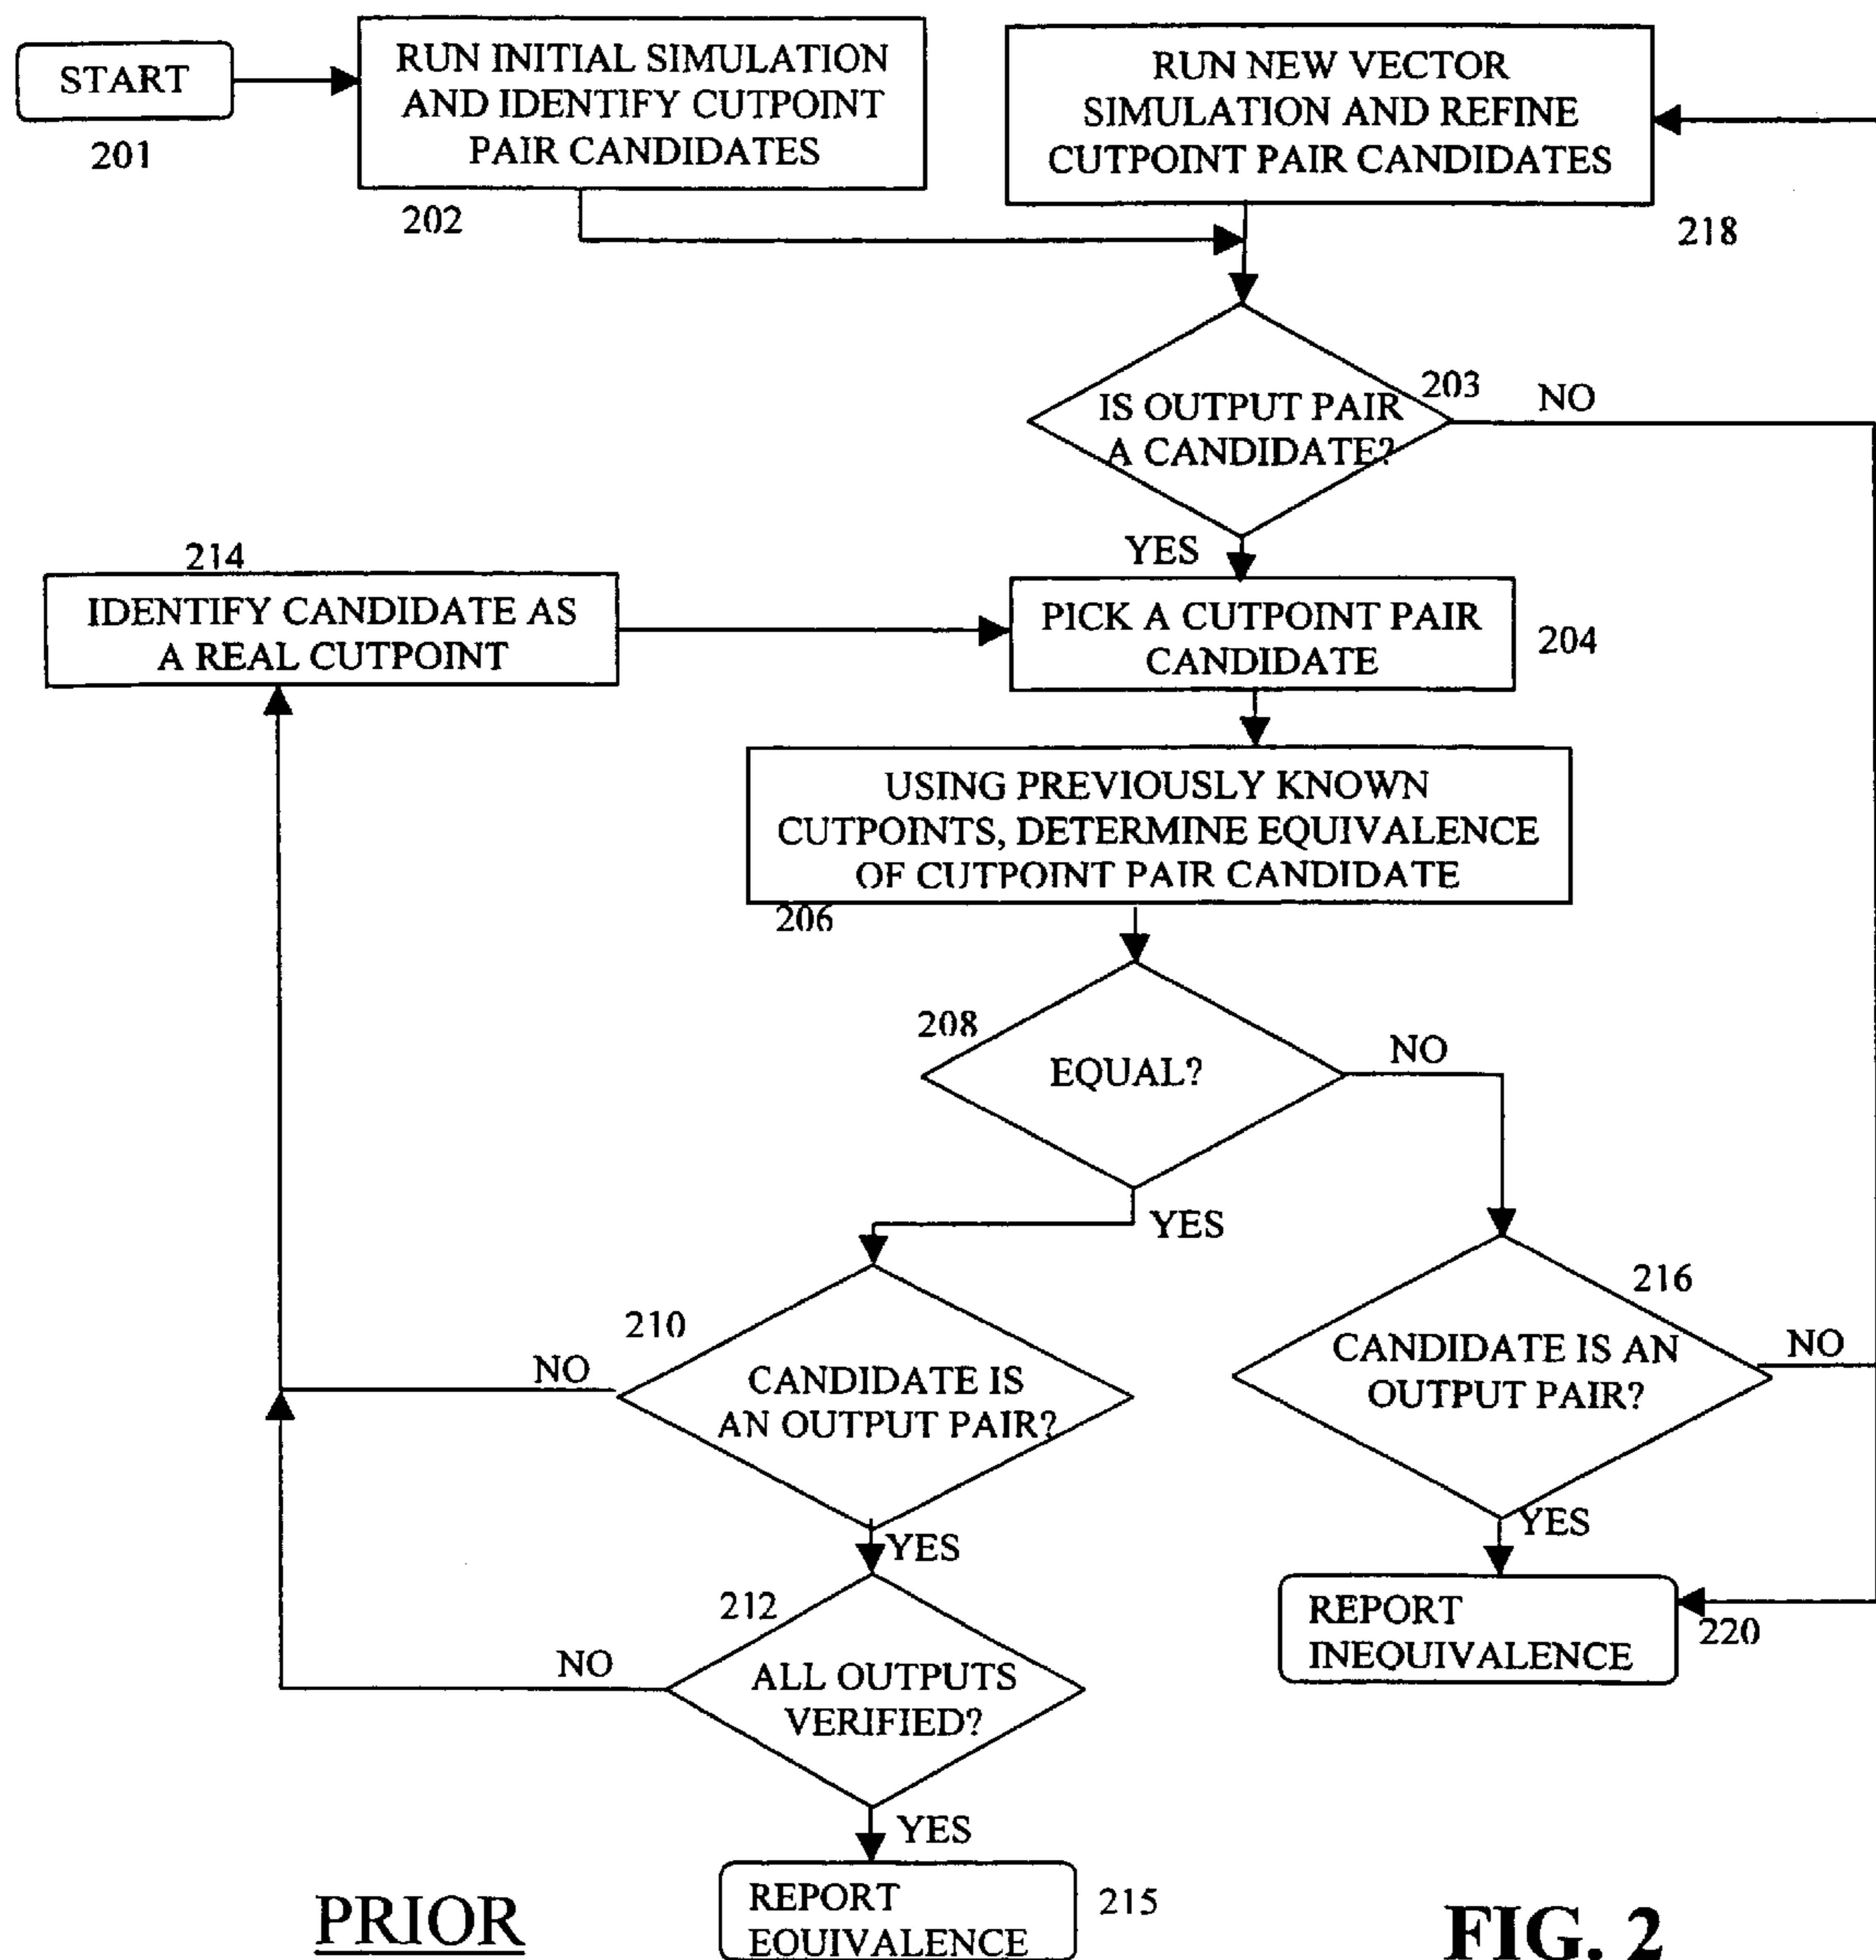 START
201
RUN INITIAL SIMULATION
AND IDENTIFY CUTPOINT
PAIR CANDIDATES
202
RUN NEW VECTOR
SIMULATION AND REFINE
CUTPOINT PAIR CANDIDATES
218
203
IS OUTPUT PAIR
A CANDIDATE?
NO
YES
214
IDENTIFY CANDIDATE AS
A REAL CUTPOINT
PICK A CUTPOINT PAIR
CANDIDATE
204
USING PREVIOUSLY KNOWN
CUTPOINTS, DETERMINE EQUIVALENCE
OF CUTPOINT PAIR CANDIDATE
206
208
EQUAL?
NO
YES
210
CANDIDATE IS
AN OUTPUT PAIR?
NO
YES
216
CANDIDATE IS AN
OUTPUT PAIR?
NO
YES
212
ALL OUTPUTS
VERIFIED?
NO
YES
REPORT
INEQUIVALENCE
220
REPORT
EQUIVALENCE
215
PRIOR
FIG. 2